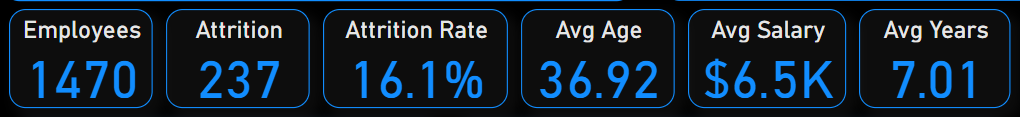 Employees
1470
Attrition
237
Attrition Rate
16.1%
Avg Age
36.92
Avg Salary
$6.5K
Avg Years
7.01